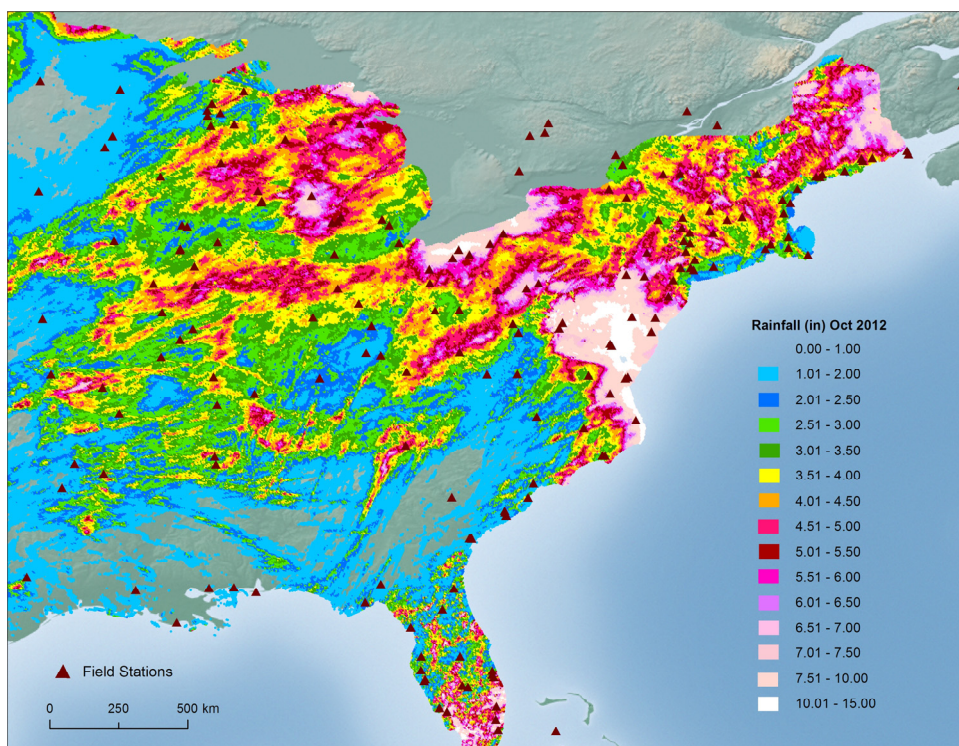 Rainfall (in) Oct 2012
0.00 - 1.00
1.01 - 2.00
2.01 - 2.50
2.51 - 3.00
3.01 - 3.50
3.51 - 4.00
4.01 - 4.50
4.51 - 5.00
5.01 - 5.50
5.51 - 6.00
6.01 - 6.50
6.51 - 7.00
7.01 - 7.50
7.51 - 10.00
10.01 - 15.00
Field Stations
0 250 500 km